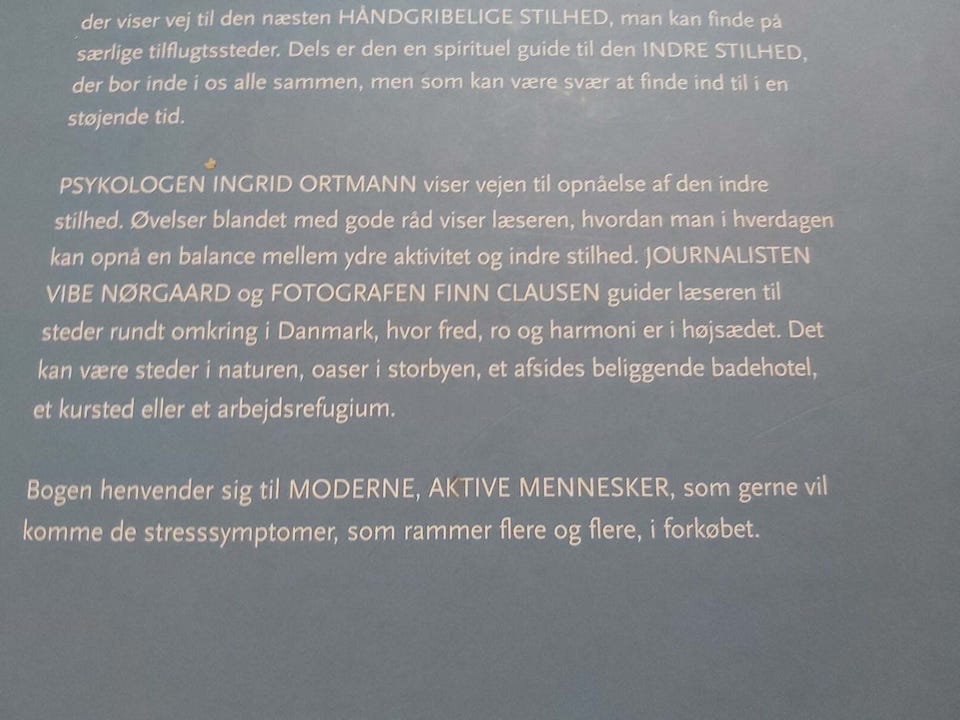 der viser vej til den næsten HÅNDGRIBELIGE STILHED, man kan finde på
særlige tilflugtssteder. Dels er den en spirituel guide til den INDRE STILHED,
der bor inde i os alle sammen, men som kan være svær at finde ind til i en
støjende tid.
PSYKOLOGEN INGRID ORTMANN viser vejen til opnåelse af den indre
stilhed. Øvelser blandet med gode råd viser læseren, hvordan man i hverdagen
kan opnå en balance mellem ydre aktivitet og indre stilhed. JOURNALISTEN
VIBE NØRGAARD og FOTOGRAFEN FINN CLAUSEN guider læseren til
steder rundt omkring i Danmark, hvor fred, ro og harmoni er i højsædet. Det
kan være steder i naturen, oaser i storbyen, et afsides beliggende badehotel,
et kursted eller et arbejdsrefugium.
Bogen henvender sig til MODERNE, AKTIVE MENNESKER, som gerne vil
komme de stresssymptomer, som rammer flere og flere, i forkøbet.